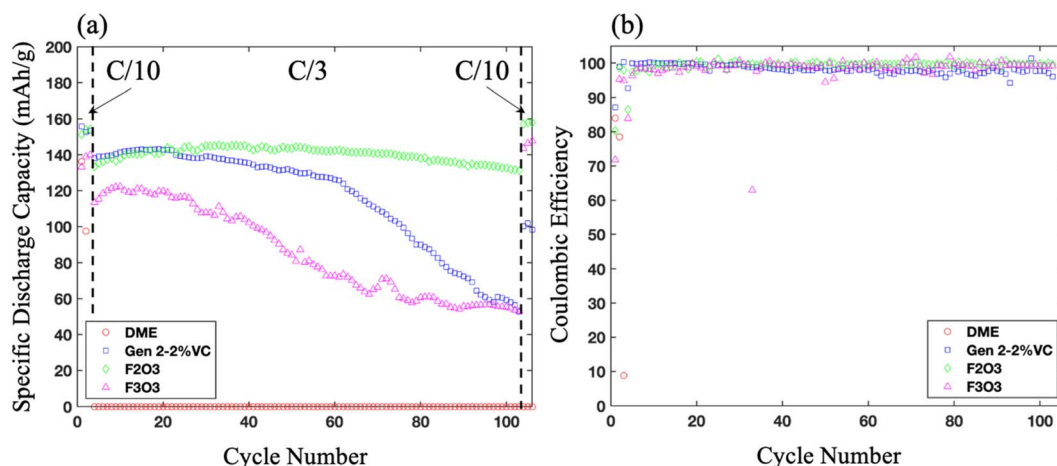 (a)
(b)
C/10
C/3
C/10
Specific Discharge Capacity (mAh/g)
200
180
160
140
120
100
80
60
40
20
0
DME
Gen 2-2%VC
F2O3
F3O3
0
20
40
60
80
100
Cycle Number
Coulombic Efficiency
100
90
80
70
60
50
40
30
20
10
0
DME
Gen 2-2%VC
F2O3
F3O3
0
20
40
60
80
100
Cycle Number